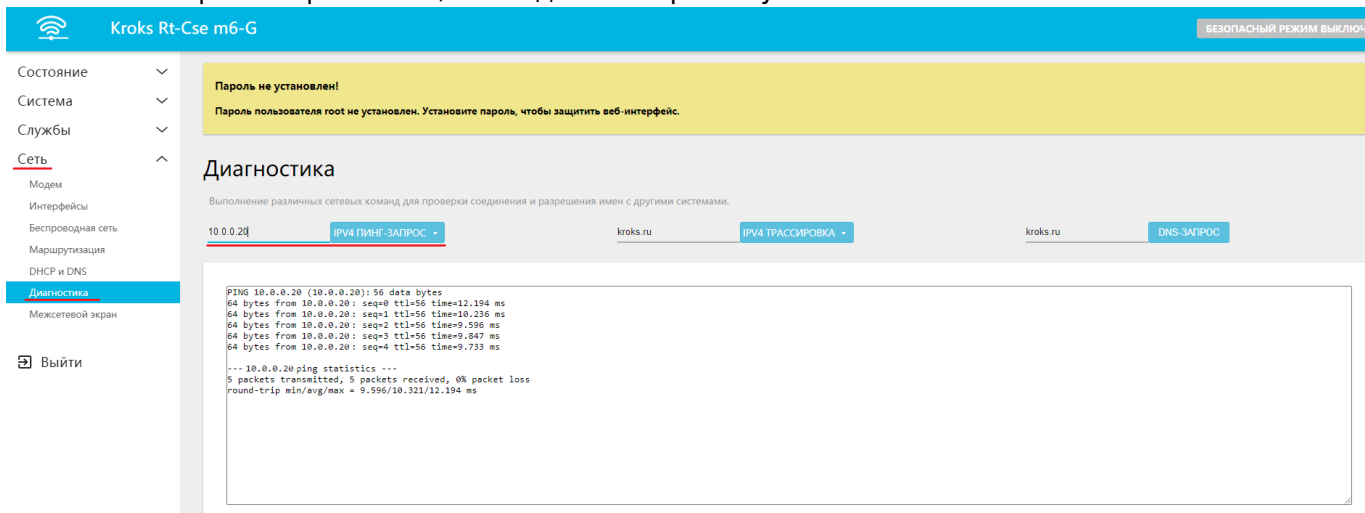 Kroks Rt-Cse m6-G
БЕЗОПАСНЫЙ РЕЖИМ ВЫКЛЮЧ
Состояние
Система
Службы
Сеть
Модем
Интерфейсы
Беспроводная сеть
Маршрутизация
DHCP и DNS
Диагностика
Межсетевой экран
Выйти
Пароль не установлен!
Пароль пользователя root не установлен. Установите пароль, чтобы защитить веб-интерфейс.
Диагностика
Выполнение различных сетевых команд для проверки соединения и разрешения имен с другими системами.
10.0.0.20 IPV4 ПИНГ-ЗАПРОС kroks.ru IPV4 ТРАССИРОВКА kroks.ru DNS-ЗАПРОС
PING 10.0.0.20 (10.0.0.20): 56 data bytes
64 bytes from 10.0.0.20: seq=0 ttl=56 time=12.194 ms
64 bytes from 10.0.0.20: seq=1 ttl=56 time=10.236 ms
64 bytes from 10.0.0.20: seq=2 ttl=56 time=9.596 ms
64 bytes from 10.0.0.20: seq=3 ttl=56 time=9.847 ms
64 bytes from 10.0.0.20: seq=4 ttl=56 time=9.733 ms
--- 10.0.0.20 ping statistics ---
5 packets transmitted, 5 packets received, 0% packet loss
round-trip min/avg/max = 9.596/10.321/12.194 ms